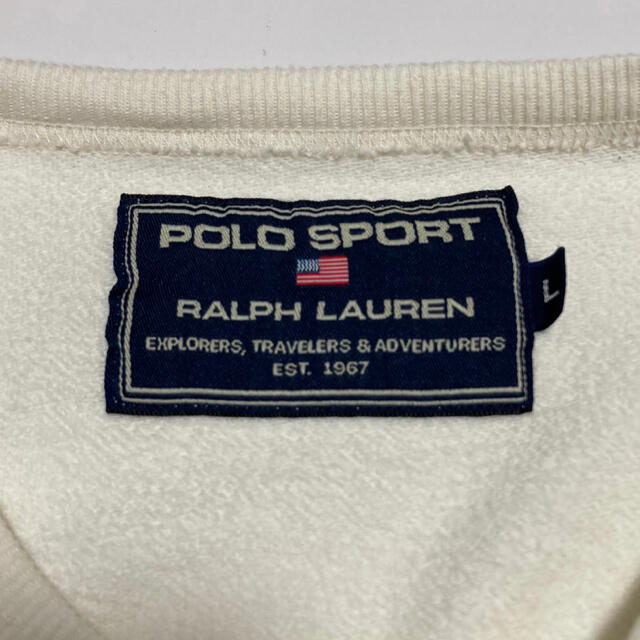 POLO SPORT
RALPH LAUREN
EXPLORERS, TRAVELERS & ADVENTURERS
EST. 1967
L